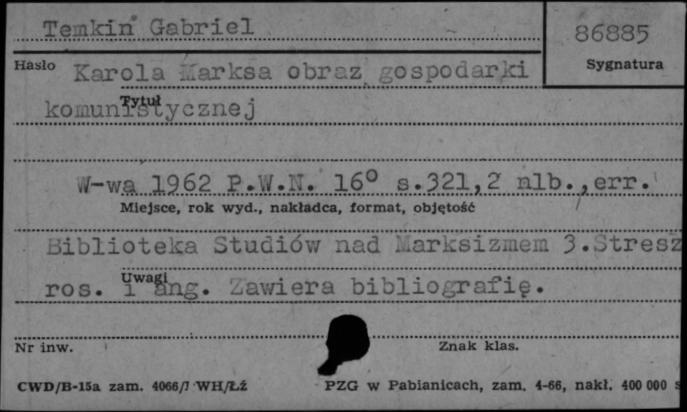 Temkin Gabriel
86885
Hasło
Sygnatura
Karola Marksa obraz gospodarki
Tytuł
komunistycznej
W-wa 1962 P.W.N. 16° s.321,2 nlb.,err.
Miejsce, rok wyd., nakładca, format, objętość
Biblioteka Studiów nad Marksizmem 3.Stresz
Uwagi
ros. i ang. Zawiera bibliografię.
Nr inw.
Znak klas.
CWD/B-15a zam. 4066/J WH/Łź
PZG w Pabianicach, zam. 4-66, nakł. 400 000 s